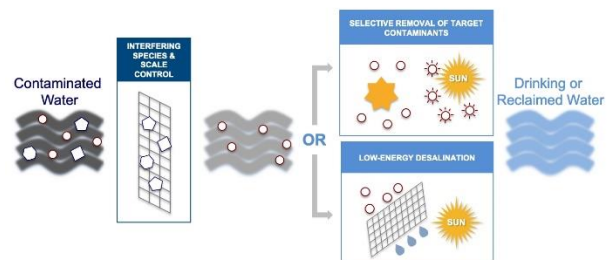 Contaminated
Water
INTERFERING
SPECIES &
SCALE
CONTROL
OR
SELECTIVE REMOVAL OF TARGET
CONTAMINANTS
SUN
LOW-ENERGY DESALINATION
SUN
Drinking or
Reclaimed Water